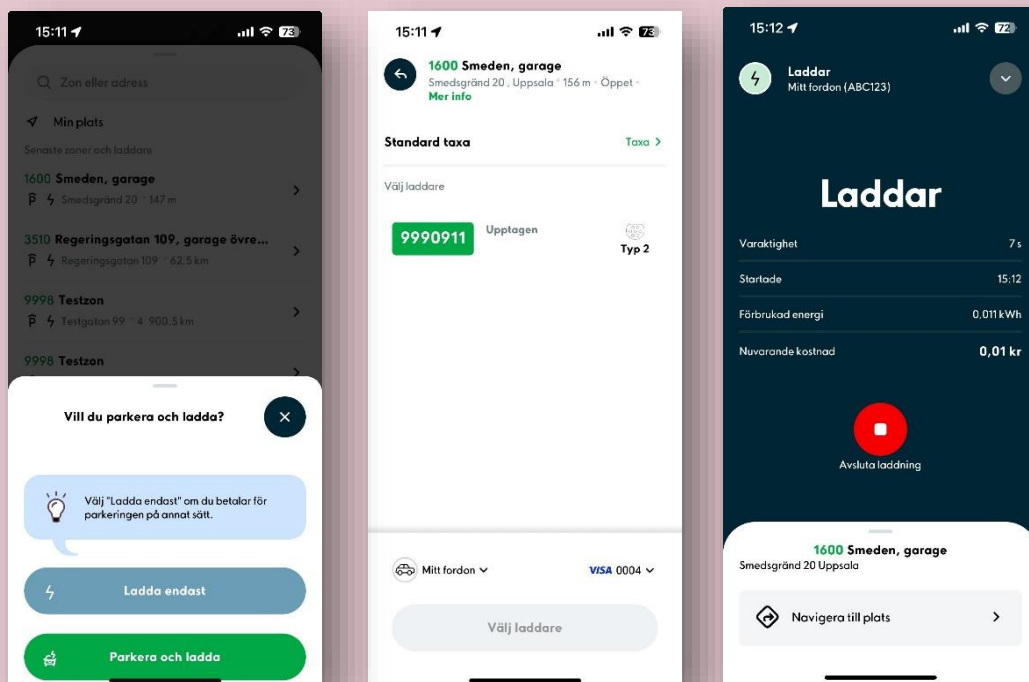 15:11
73
Zon eller adress
Min plats
Senaste zoner och laddare
1600 Smeden, garage
Smedsgränd 20 · 147 m
3510 Regeringsgatan 109, garage övre...
Regeringsgatan 109 · 62,5 km
9998 Testzon
Testgatan 99 · 4 900,5 km
9998 Testzon
Vill du parkera och ladda?
Välj "Ladda endast" om du betalar för
parkeringen på annat sätt.
Ladda endast
Parkera och ladda
15:11
73
1600 Smeden, garage
Smedsgränd 20 , Uppsala · 156 m · Öppet ·
Mer info
Standard taxa
Taxa
Välj laddare
9990911
Upptagen
Typ 2
Mitt fordon
VISA 0004
Välj laddare
15:12
72
Laddar
Mitt fordon (ABC123)
Laddar
Varaktighet 7 s
Startade 15:12
Förbrukad energi 0,011 kWh
Nuvarande kostnad 0,01 kr
Avsluta laddning
1600 Smeden, garage
Smedsgränd 20 Uppsala
Navigera till plats